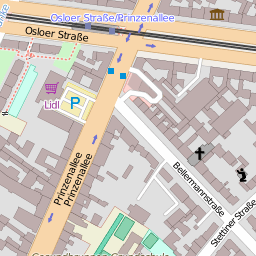 Osloer Straße/Prinzenallee
Osloer Straße
Lidl
P
Prinzenallee
Prinzenallee
Bellermannstraße
Stettiner Straße